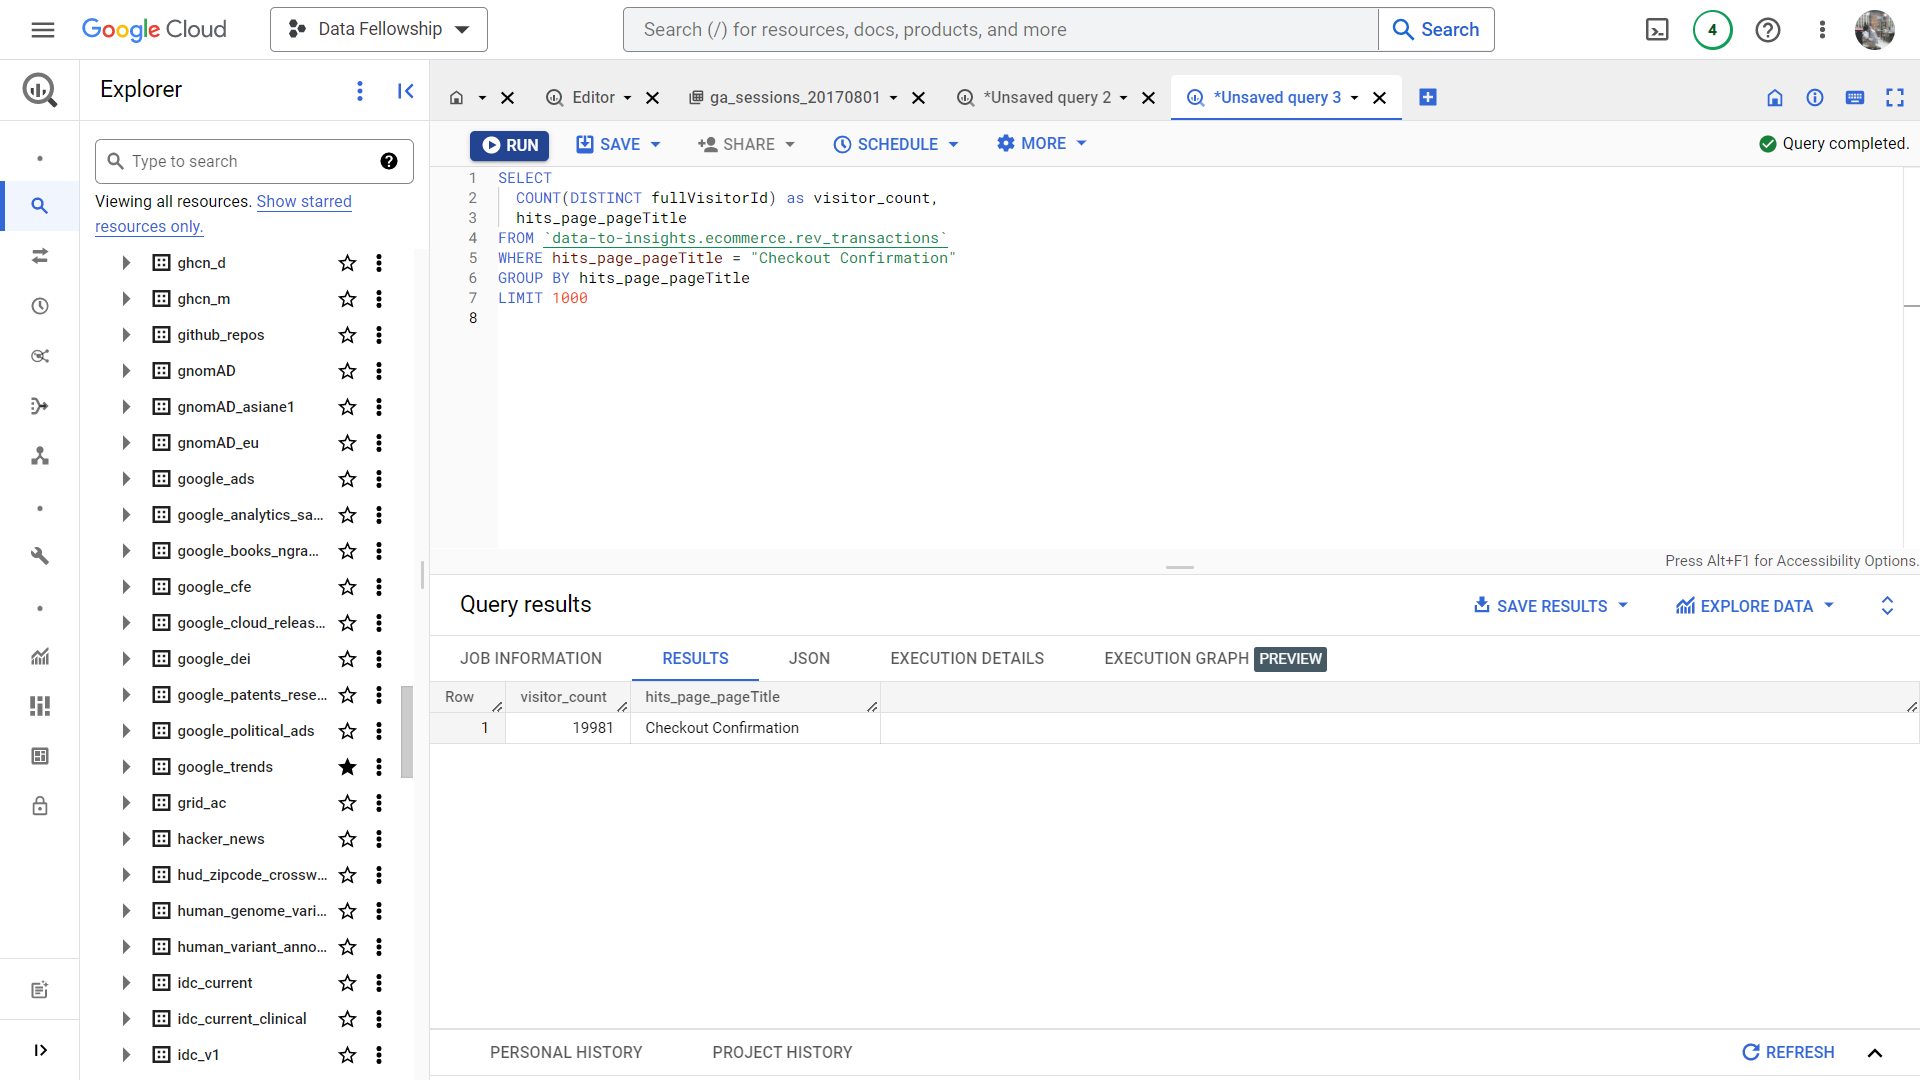 Google Cloud
Data Fellowship
Search (/) for resources, docs, products, and more
Search
4
Explorer
Editor
ga_sessions_20170801
*Unsaved query 2
*Unsaved query 3
RUN
SAVE
SHARE
SCHEDULE
MORE
Query completed.
Type to search
Viewing all resources. Show starred
resources only.
ghcn_d
ghcn_m
github_repos
gnomAD
gnomAD_asiane1
gnomAD_eu
google_ads
google_analytics_sa...
google_books_ngra...
google_cfe
google_cloud_releas...
google_dei
google_patents_rese...
google_political_ads
google_trends
grid_ac
hacker_news
hud_zipcode_crossw...
human_genome_vari...
human_variant_anno...
idc_current
idc_current_clinical
idc_v1
1 SELECT
2 COUNT(DISTINCT fullVisitorId) as visitor_count,
3 hits_page_pageTitle
4 FROM `data-to-insights.ecommerce.rev_transactions`
5 WHERE hits_page_pageTitle = "Checkout Confirmation"
6 GROUP BY hits_page_pageTitle
7 LIMIT 1000
8
Press Alt+F1 for Accessibility Options.
Query results
SAVE RESULTS
EXPLORE DATA
JOB INFORMATION
RESULTS
JSON
EXECUTION DETAILS
EXECUTION GRAPH PREVIEW
Row visitor_count hits_page_pageTitle
1 19981 Checkout Confirmation
PERSONAL HISTORY
PROJECT HISTORY
REFRESH